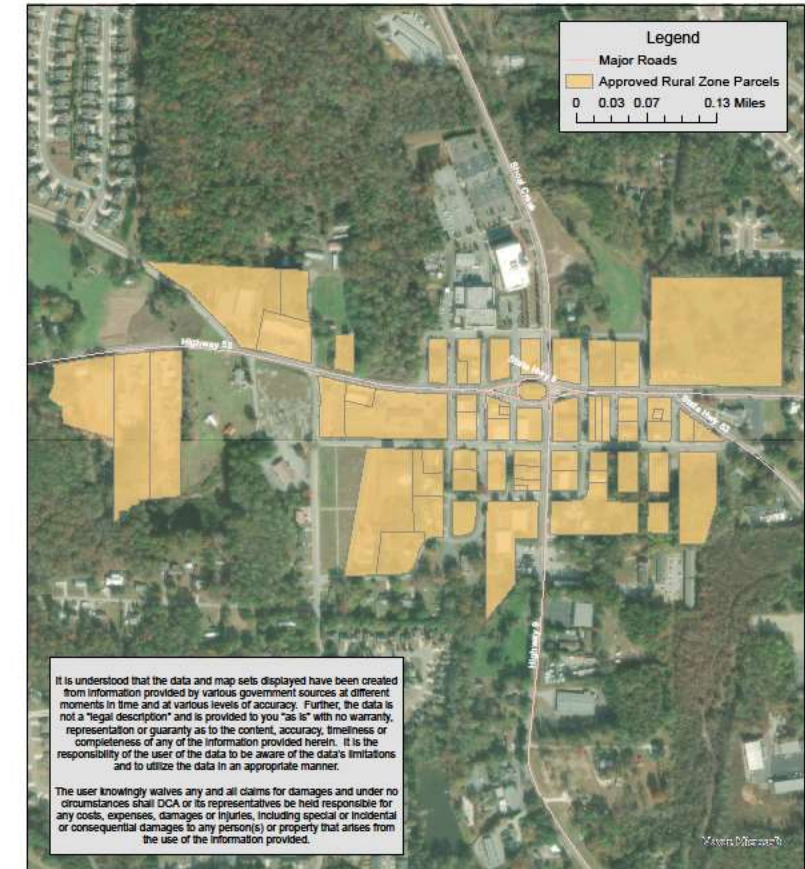 Legend
Major Roads
Approved Rural Zone Parcels
0 0.03 0.07 0.13 Miles
Shoal Creek
Highway 53
State Hwy 9
State Hwy 53
Highway 9
It is understood that the data and map sets displayed have been created
from information provided by various government sources at different
moments in time and at various levels of accuracy. Further, the data is
not a "legal description" and is provided to you "as is" with no warranty,
representation or guaranty as to the content, accuracy, timeliness or
completeness of any of the information provided herein. It is the
responsibility of the user of the data to be aware of the data's limitations
and to utilize the data in an appropriate manner.
The user knowingly waives any and all claims for damages and under no
circumstances shall DCA or its representatives be held responsible for
any costs, expenses, damages or injuries, including special or incidental
or consequential damages to any person(s) or property that arises from
the use of the information provided.
Microsoft